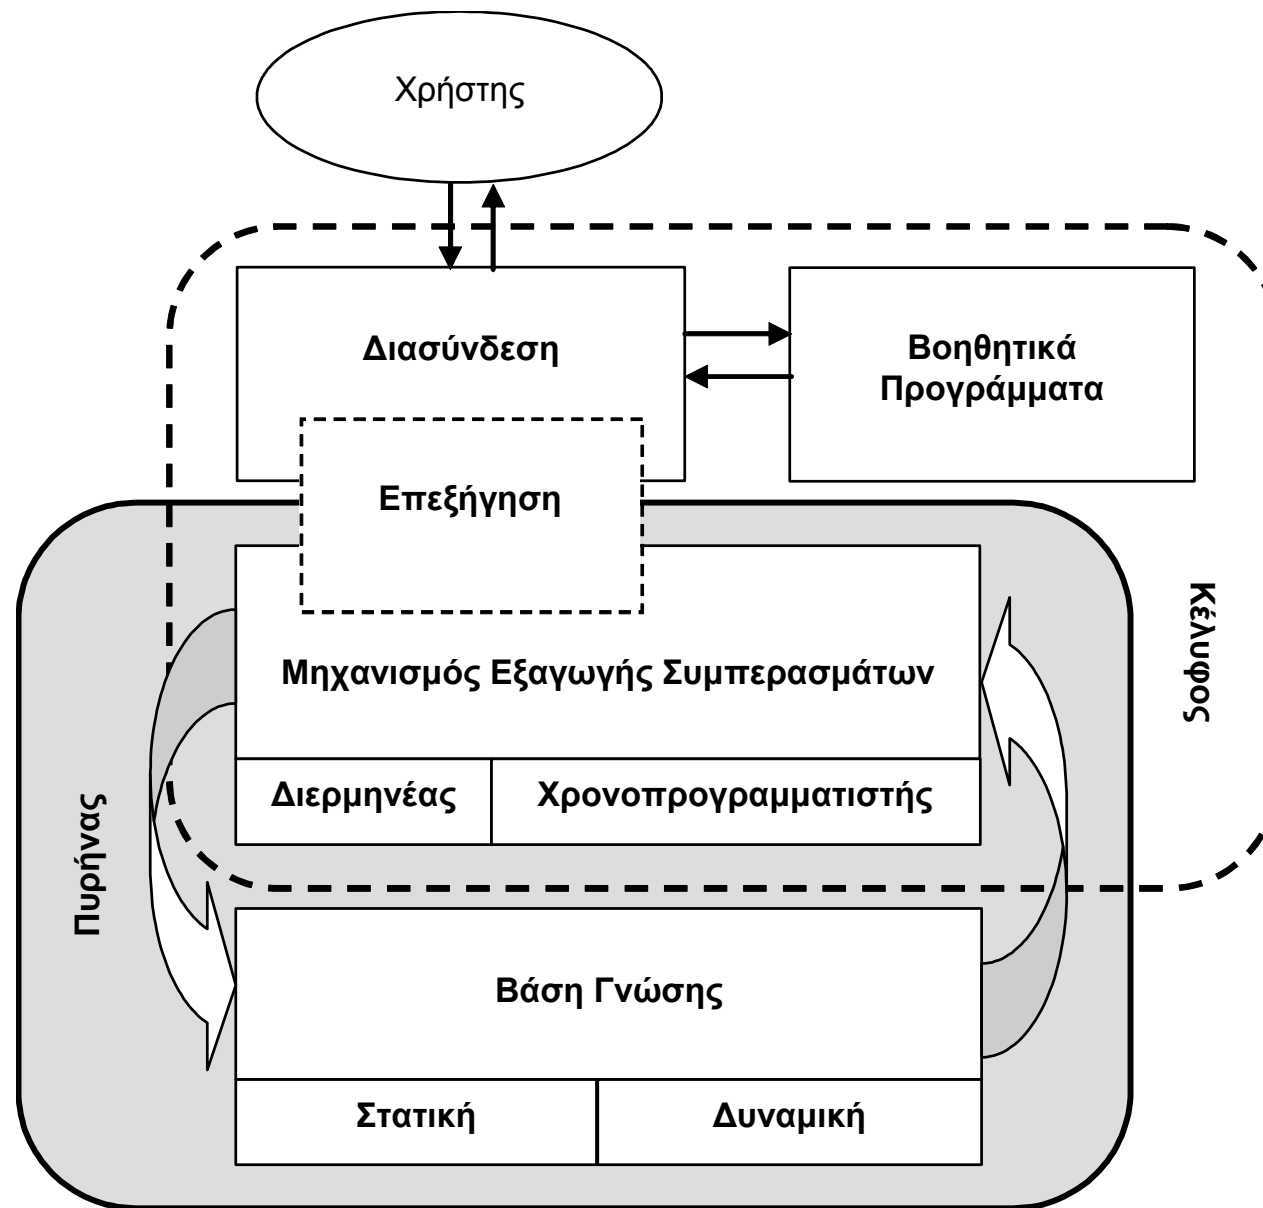 Χρήστης
Διασύνδεση
Βοηθητικά
Προγράμματα
Επεξήγηση
Κέλυφος
Μηχανισμός Εξαγωγής Συμπερασμάτων
Διερμηνέας
Χρονοπρογραμματιστής
Πυρήνας
Βάση Γνώσης
Στατική
Δυναμική